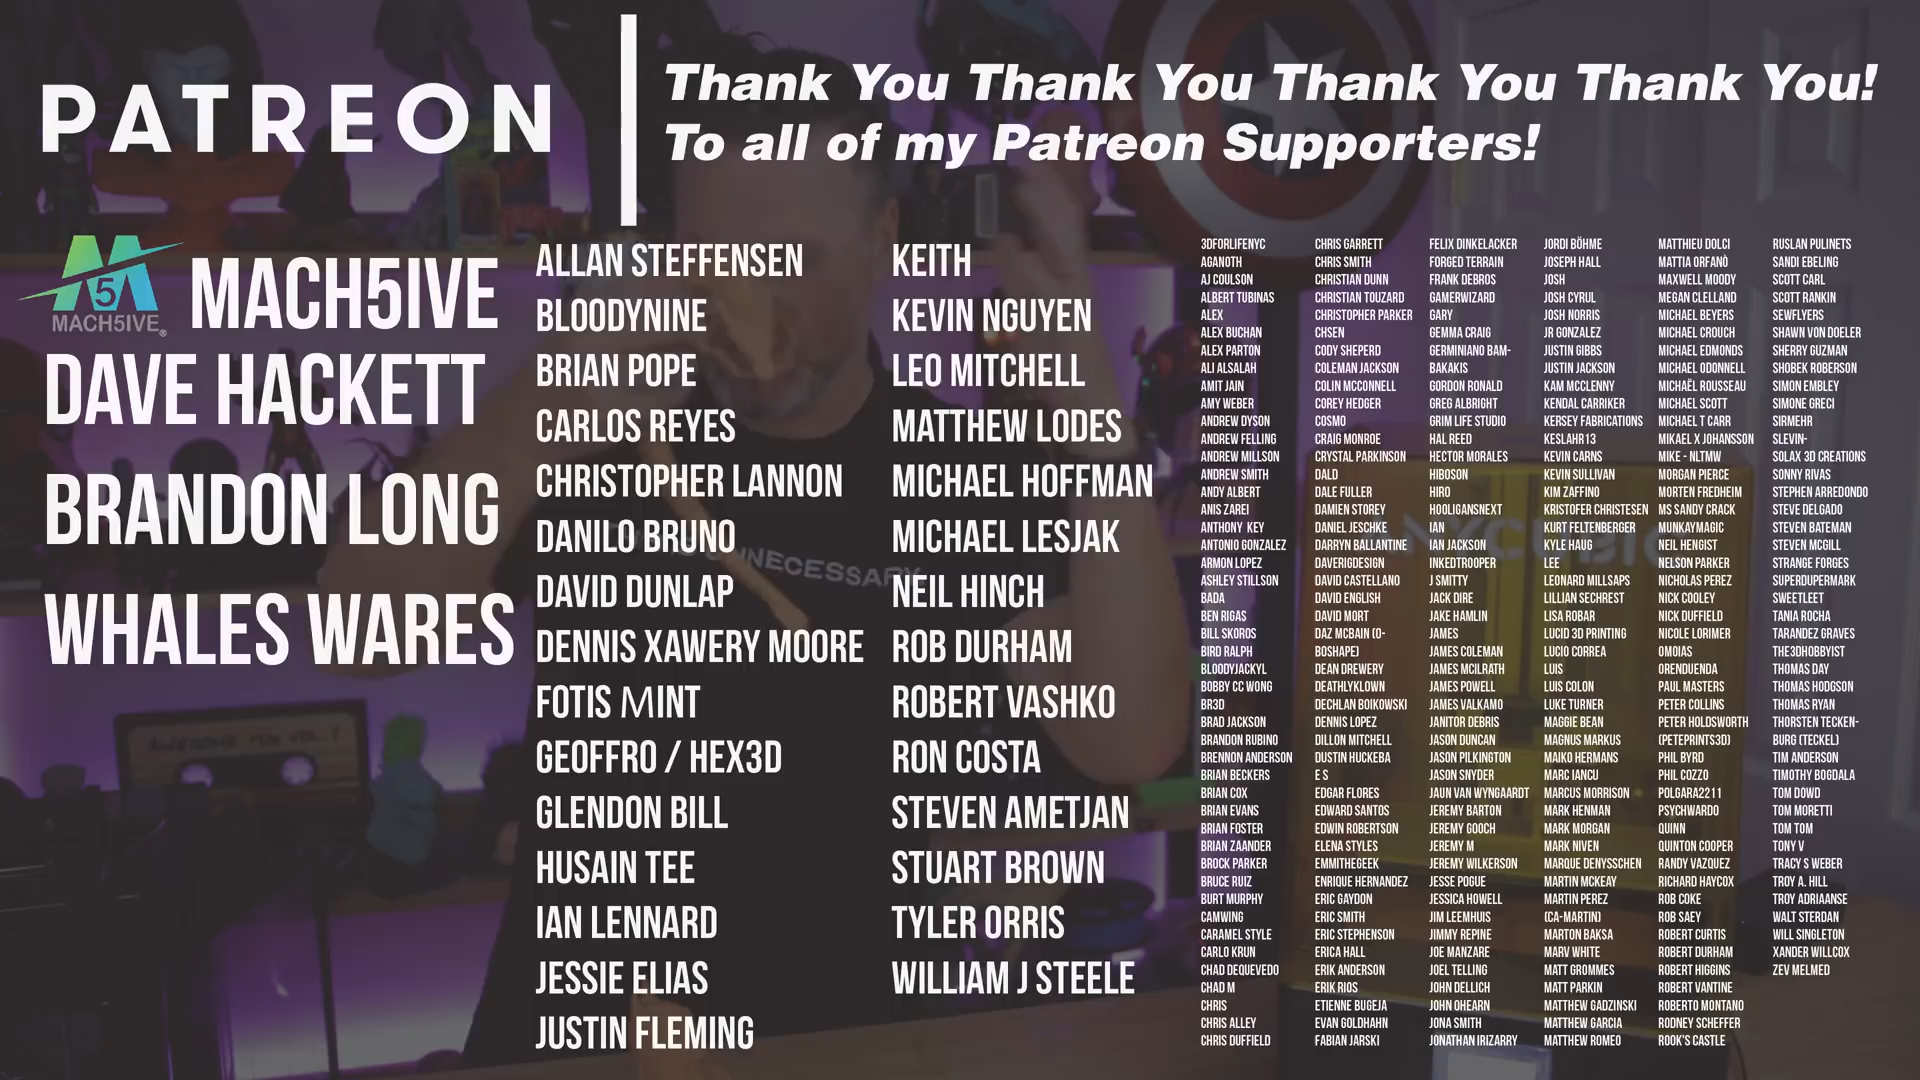 PATREON
Thank You Thank You Thank You Thank You!
To all of my Patreon Supporters!
M
5
MACH5IVE®
MACH5IVE
DAVE HACKETT
BRANDON LONG
WHALES WARES
ALLAN STEFFENSEN
BLOODYNINE
BRIAN POPE
CARLOS REYES
CHRISTOPHER LANNON
DANILO BRUNO
DAVID DUNLAP
DENNIS XAWERY MOORE
FOTIS MINT
GEOFFRO / HEX3D
GLENDON BILL
HUSAIN TEE
IAN LENNARD
JESSIE ELIAS
JUSTIN FLEMING
KEITH
KEVIN NGUYEN
LEO MITCHELL
MATTHEW LODES
MICHAEL HOFFMAN
MICHAEL LESJAK
NEIL HINCH
ROB DURHAM
ROBERT VASHKO
RON COSTA
STEVEN AMETJAN
STUART BROWN
TYLER ORRIS
WILLIAM J STEELE
3DFORLIFENYC
AGANOTH
AJ COULSON
ALBERT TUBINAS
ALEX
ALEX BUCHAN
ALEX PARTON
ALI ALSALAH
AMIT JAIN
AMY WEBER
ANDREW DYSON
ANDREW FELLING
ANDREW MILLSON
ANDREW SMITH
ANDY ALBERT
ANIS ZAREI
ANTHONY KEY
ANTONIO GONZALEZ
ARMON LOPEZ
ASHLEY STILLSON
BADA
BEN RIGAS
BILL SKOROS
BIRD RALPH
BLOODYJACKYL
BOBBY CC WONG
BR3D
BRAD JACKSON
BRANDON RUBINO
BRENNON ANDERSON
BRIAN BECKERS
BRIAN COX
BRIAN EVANS
BRIAN FOSTER
BRIAN ZAANDER
BROCK PARKER
BRUCE RUIZ
BURT MURPHY
CAMWING
CARAMEL STYLE
CARLO KRUN
CHAD DEQUEVEDO
CHAD M
CHRIS
CHRIS ALLEY
CHRIS DUFFIELD
CHRIS GARRETT
CHRIS SMITH
CHRISTIAN DUNN
CHRISTIAN TOUZARD
CHRISTOPHER PARKER
CHSEN
CODY SHEPERD
COLEMAN JACKSON
COLIN MCCONNELL
COREY HEDGER
COSMO
CRAIG MONROE
CRYSTAL PARKINSON
DALD
DALE FULLER
DAMIEN STOREY
DANIEL JESCHKE
DARRYN BALLANTINE
DAVERIGDESIGN
DAVID CASTELLANO
DAVID ENGLISH
DAVID MORT
DAZ MCBAIN (O-
BOSHAPE)
DEAN DREWERY
DEATHLYKLOWN
DECHLAN BOIKOWSKI
DENNIS LOPEZ
DILLON MITCHELL
DUSTIN HUCKEBA
E S
EDGAR FLORES
EDWARD SANTOS
EDWIN ROBERTSON
ELENA STYLES
EMMITHEGEEK
ENRIQUE HERNANDEZ
ERIC GAYDON
ERIC SMITH
ERIC STEPHENSON
ERICA HALL
ERIK ANDERSON
ERIK RIOS
ETIENNE BUGEJA
EVAN GOLDHAHN
FABIAN JARSKI
FELIX DINKELACKER
FORGED TERRAIN
FRANK DEBROS
GAMERWIZARD
GARY
GEMMA CRAIG
GERMINIANO BAM-
BAKAKIS
GORDON RONALD
GREG ALBRIGHT
GRIM LIFE STUDIO
HAL REED
HECTOR MORALES
HIBOSON
HIRO
HOOLIGANSNEXT
IAN
IAN JACKSON
INKEDTROOPER
J SMITTY
JACK DIRE
JAKE HAMLIN
JAMES
JAMES COLEMAN
JAMES MCILRATH
JAMES POWELL
JAMES VALKAMO
JANITOR DEBRIS
JASON DUNCAN
JASON PILKINGTON
JASON SNYDER
JAUN VAN WYNGAARDT
JEREMY BARTON
JEREMY GOOCH
JEREMY M
JEREMY WILKERSON
JESSE POGUE
JESSICA HOWELL
JIM LEEMHUIS
JIMMY REPINE
JOE MANZARE
JOEL TELLING
JOHN DELLICH
JOHN OHEARN
JONA SMITH
JONATHAN IRIZARRY
JORDI BÖHME
JOSEPH HALL
JOSH
JOSH CYRUL
JOSH NORRIS
JR GONZALEZ
JUSTIN GIBBS
JUSTIN JACKSON
KAM MCCLENNY
KENDAL CARRIKER
KERSEY FABRICATIONS
KESLAHR13
KEVIN CARNS
KEVIN SULLIVAN
KIM ZAFFINO
KRISTOFER CHRISTESEN
KURT FELTENBERGER
KYLE HAUG
LEE
LEONARD MILLSAPS
LILLIAN SECHREST
LISA ROBAR
LUCID 3D PRINTING
LUCIO CORREA
LUIS
LUIS COLON
LUKE TURNER
MAGGIE BEAN
MAGNUS MARKUS
MAIKO HERMANS
MARC IANCU
MARCUS MORRISON
MARK HENMAN
MARK MORGAN
MARK NIVEN
MARQUE DENYSSCHEN
MARTIN MCKEAY
MARTIN PEREZ
(CA-MARTIN)
MARTON BAKSA
MARV WHITE
MATT GROMMES
MATT PARKIN
MATTHEW GADZINSKI
MATTHEW GARCIA
MATTHEW ROMEO
MATTHIEU DOLCI
MATTIA ORFANÒ
MAXWELL MOODY
MEGAN CLELLAND
MICHAEL BEYERS
MICHAEL CROUCH
MICHAEL EDMONDS
MICHAEL ODONNELL
MICHAËL ROUSSEAU
MICHAEL SCOTT
MICHAEL T CARR
MIKAEL X JOHANSSON
MIKE - NLTMW
MORGAN PIERCE
MORTEN FREDHEIM
MS SANDY CRACK
MUNKAYMAGIC
NEIL HENGIST
NELSON PARKER
NICHOLAS PEREZ
NICK COOLEY
NICK DUFFIELD
NICOLE LORIMER
OMOIAS
ORENDUENDA
PAUL MASTERS
PETER COLLINS
PETER HOLDSWORTH
(PETEPRINTS3D)
PHIL BYRD
PHIL COZZO
POLGARA2211
PSYCHWARDO
QUINN
QUINTON COOPER
RANDY VAZQUEZ
RICHARD HAYCOX
ROB COKE
ROB SAEY
ROBERT CURTIS
ROBERT DURHAM
ROBERT HIGGINS
ROBERT VANTINE
ROBERTO MONTANO
RODNEY SCHEFFER
ROOK'S CASTLE
RUSLAN PULINETS
SANDI EBELING
SCOTT CARL
SCOTT RANKIN
SEWFLYERS
SHAWN VON DOELER
SHERRY GUZMAN
SHOBEK ROBERSON
SIMON EMBLEY
SIMONE GRECI
SIRMEHR
SLEVIN-
SOLAX 3D CREATIONS
SONNY RIVAS
STEPHEN ARREDONDO
STEVE DELGADO
STEVEN BATEMAN
STEVEN MCGILL
STRANGE FORGES
SUPERDUPERMARK
SWEETLEET
TANIA ROCHA
TARANDEZ GRAVES
THE3DHOBBYIST
THOMAS DAY
THOMAS HODGSON
THOMAS RYAN
THORSTEN TECKEN-
BURG (TECKEL)
TIM ANDERSON
TIMOTHY BOGDALA
TOM DOWD
TOM MORETTI
TOM TOM
TONY V
TRACY S WEBER
TROY A. HILL
TROY ADRIAANSE
WALT STERDAN
WILL SINGLETON
XANDER WILLCOX
ZEV MELMED
AWESOME MIX VOL. 1